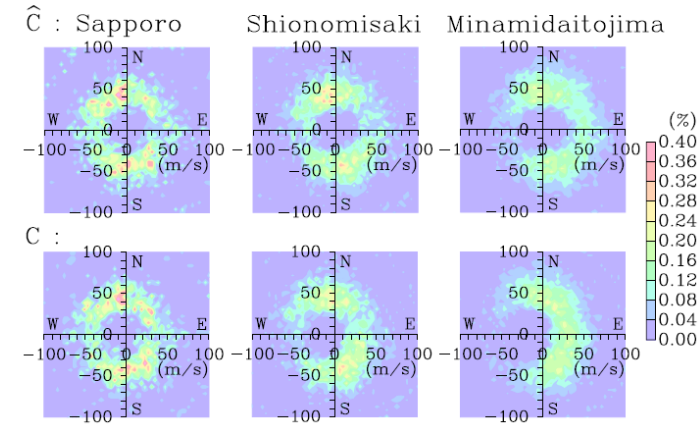 Ĉ : Sapporo Shionomisaki Minamidaitojima
100 100 100
N N N
50 50 50
W E W E W E (%)
0 0 0
-100 -50 0 50 100 -50 0 50 100 -50 0 50 100 0.40
(m/s) (m/s) (m/s) 0.36
-50 -50 -50 0.32
S S S 0.28
-100 -100 -100 0.24
C : 0.20
100 100 100 0.16
N N N 0.12
50 50 50 0.08
W E W E W E 0.04
0 0 0 0.00
-100 -50 0 50 100 -50 0 50 100 -50 0 50 100
(m/s) (m/s) (m/s)
-50 -50 -50
S S S
-100 -100 -100